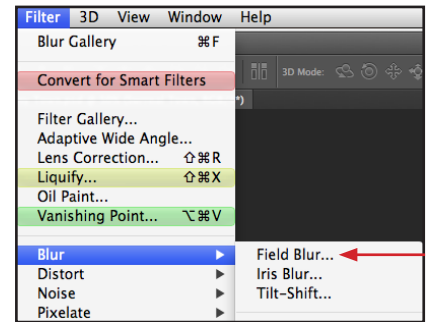 Filter 3D View Window Help
Blur Gallery ⌘F
Convert for Smart Filters
3D Mode:
Filter Gallery...
Adaptive Wide Angle...
Lens Correction... ⇧⌘R
Liquify... ⇧⌘X
Oil Paint...
Vanishing Point... ⌥⌘V
Blur ▶
Field Blur...
Distort ▶
Iris Blur...
Noise ▶
Tilt-Shift...
Pixelate ▶